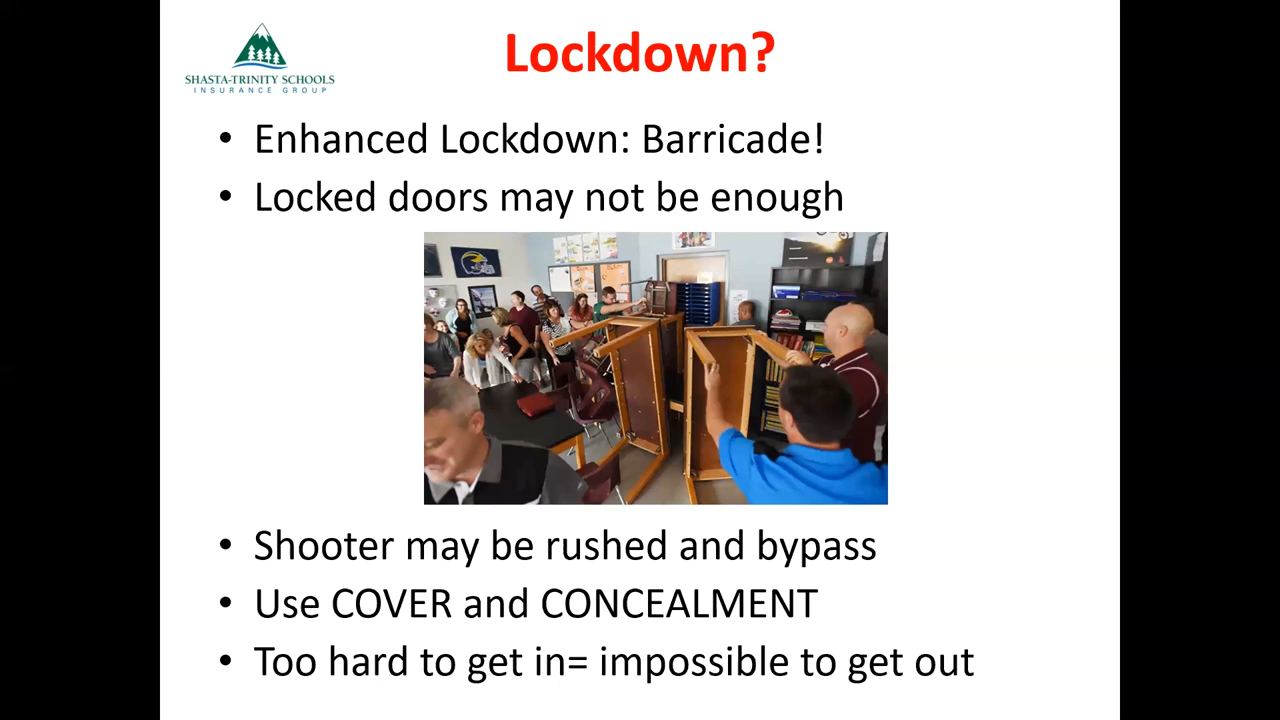 SHASTA-TRINITY SCHOOLS
INSURANCE GROUP
Lockdown?
• Enhanced Lockdown: Barricade!
• Locked doors may not be enough
• Shooter may be rushed and bypass
• Use COVER and CONCEALMENT
• Too hard to get in= impossible to get out